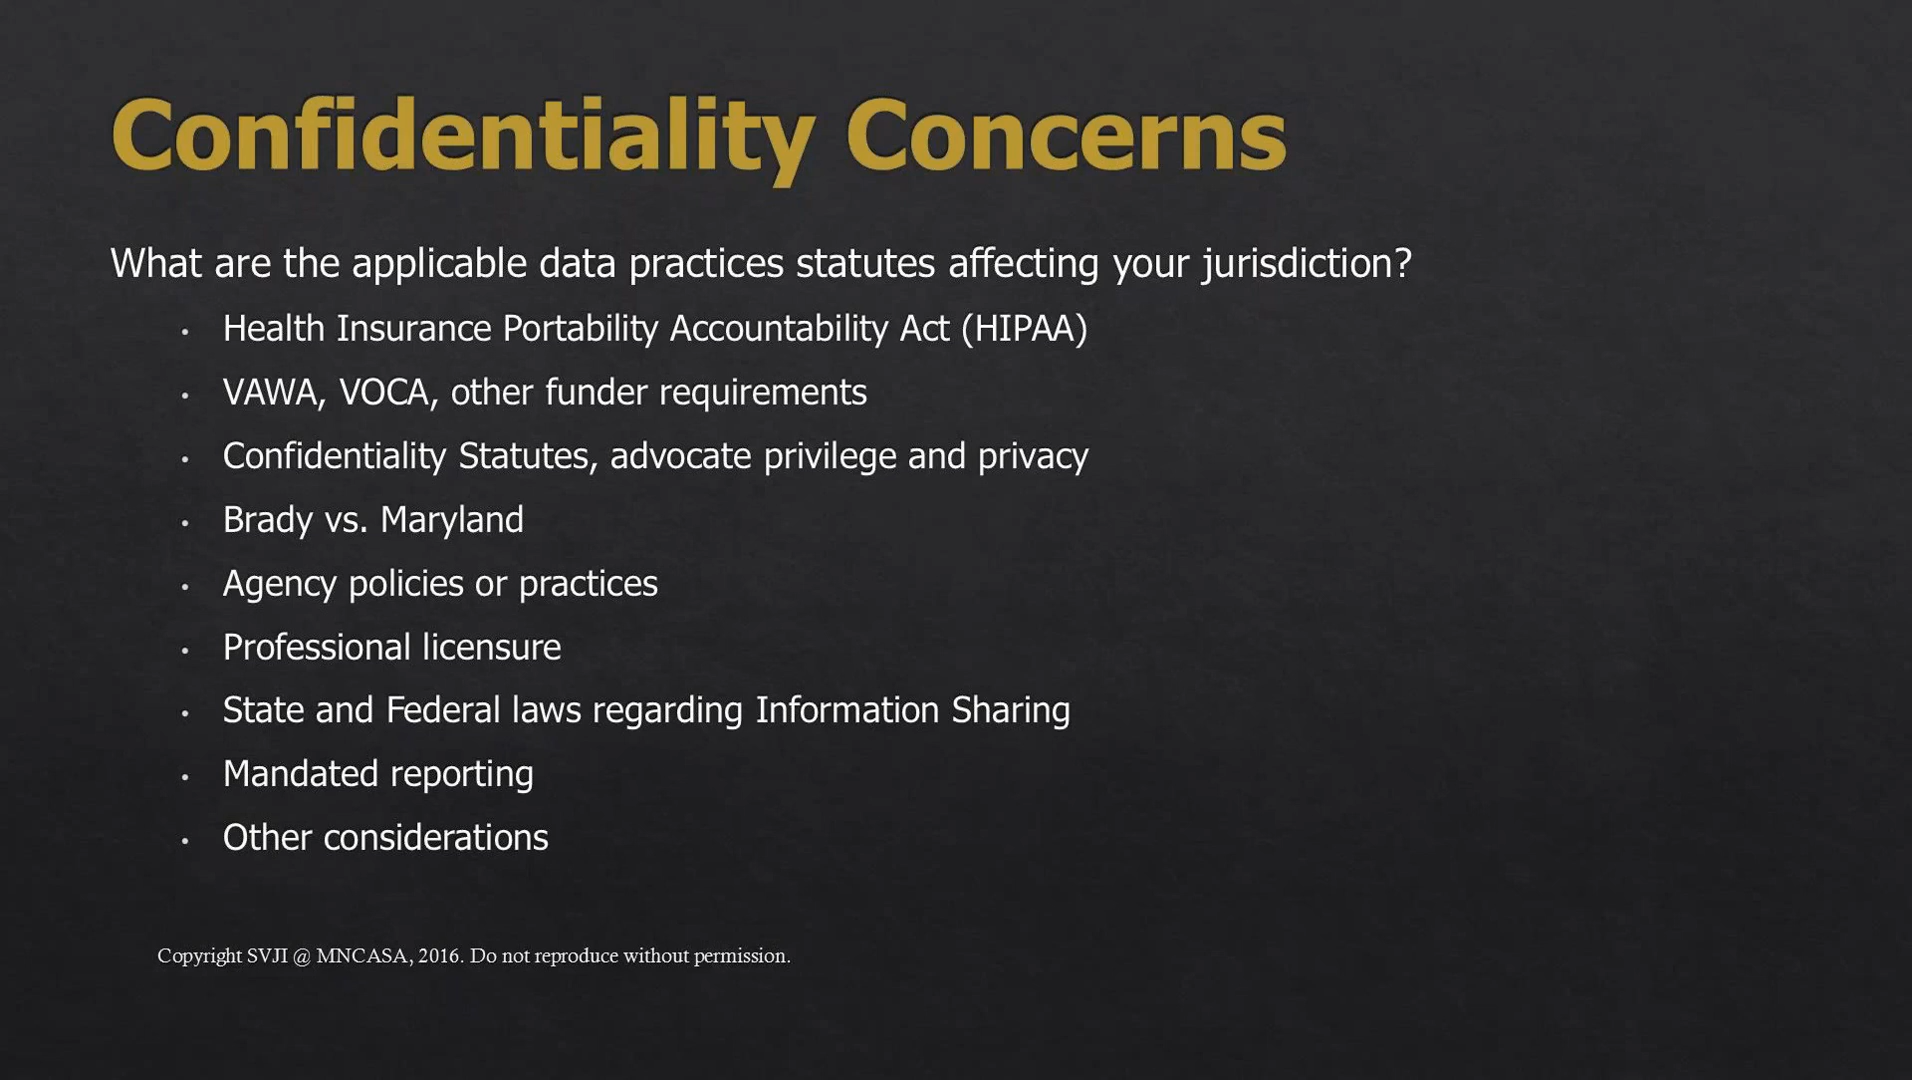 Confidentiality Concerns
What are the applicable data practices statutes affecting your jurisdiction?
• Health Insurance Portability Accountability Act (HIPAA)
• VAWA, VOCA, other funder requirements
• Confidentiality Statutes, advocate privilege and privacy
• Brady vs. Maryland
• Agency policies or practices
• Professional licensure
• State and Federal laws regarding Information Sharing
• Mandated reporting
• Other considerations
Copyright SVJI @ MNCASA, 2016. Do not reproduce without permission.